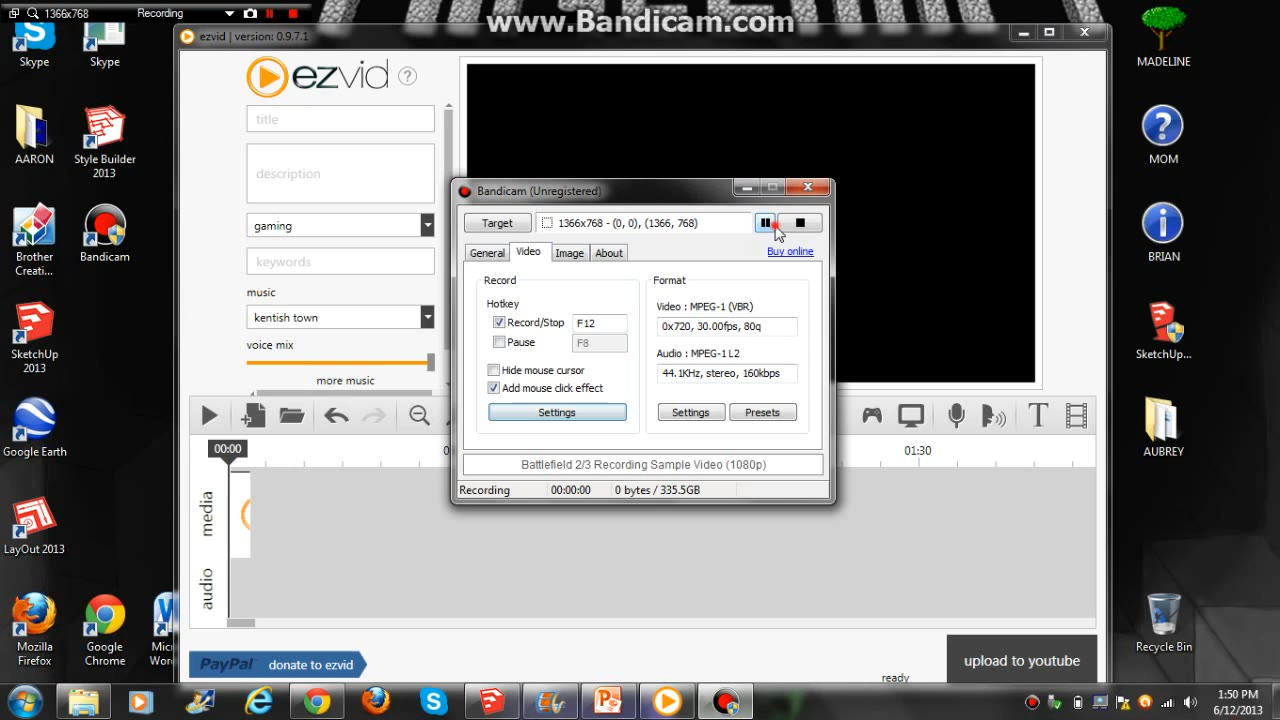 1366x768
Recording
www.Bandicam.com
ezvid | version: 0.9.7.1
ezvid ?
title
description
gaming
keywords
music
kentish town
voice mix
more music
Bandicam (Unregistered)
Target
1366x768 - (0, 0), (1366, 768)
General
Video
Image
About
Buy online
Record
Hotkey
Record/Stop
F12
Pause
F8
Hide mouse cursor
Add mouse click effect
Settings
Format
Video : MPEG-1 (VBR)
0x720, 30.00fps, 80q
Audio : MPEG-1 L2
44.1KHz, stereo, 160kbps
Settings
Presets
Battlefield 2/3 Recording Sample Video (1080p)
Recording
00:00:00
0 bytes / 335.5GB
T
00:00
01:30
media
audio
PayPal donate to ezvid
upload to youtube
ready
Skype
Skype
AARON
Style Builder
2013
Brother
Creati...
Bandicam
SketchUp
2013
Google Earth
LayOut 2013
Mozilla
Firefox
Google
Chrome
MADELINE
MOM
BRIAN
SketchUp...
AUBREY
Recycle Bin
1:50 PM
6/12/2013